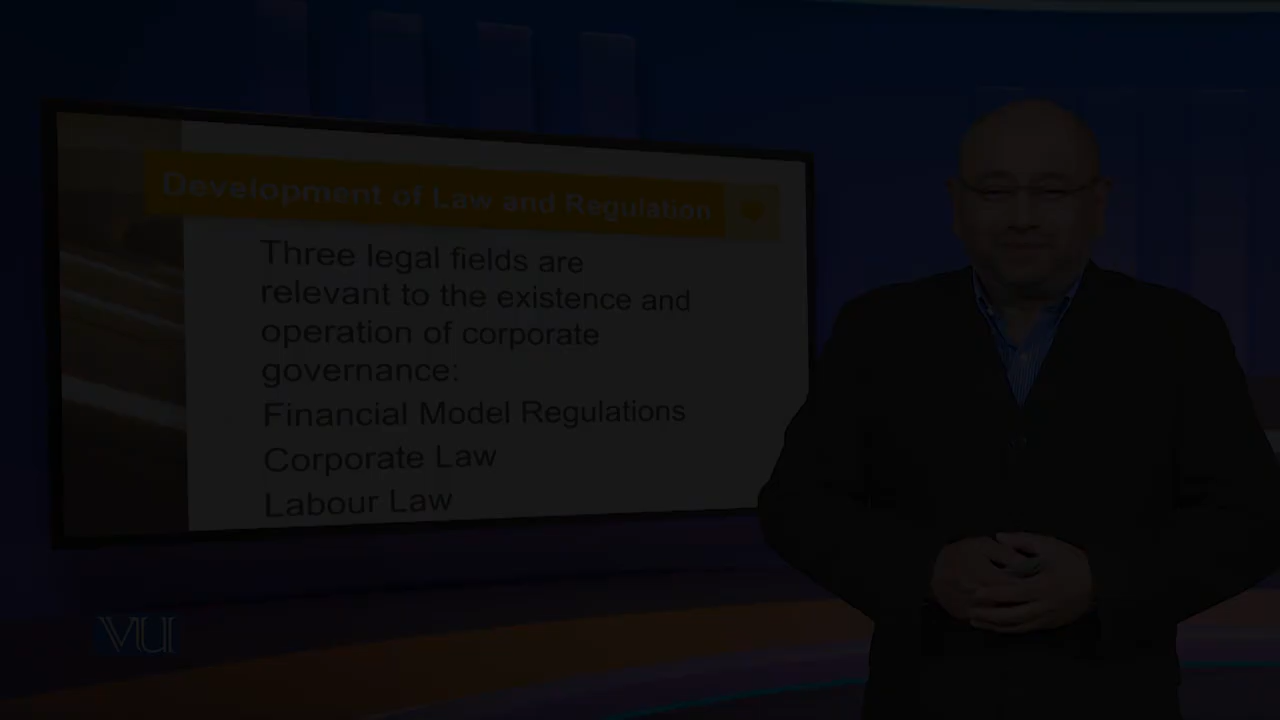 Development of Law and Regulation
Three legal fields are
relevant to the existence and
operation of corporate
governance:
Financial Model Regulations
Corporate Law
Labour Law
VU